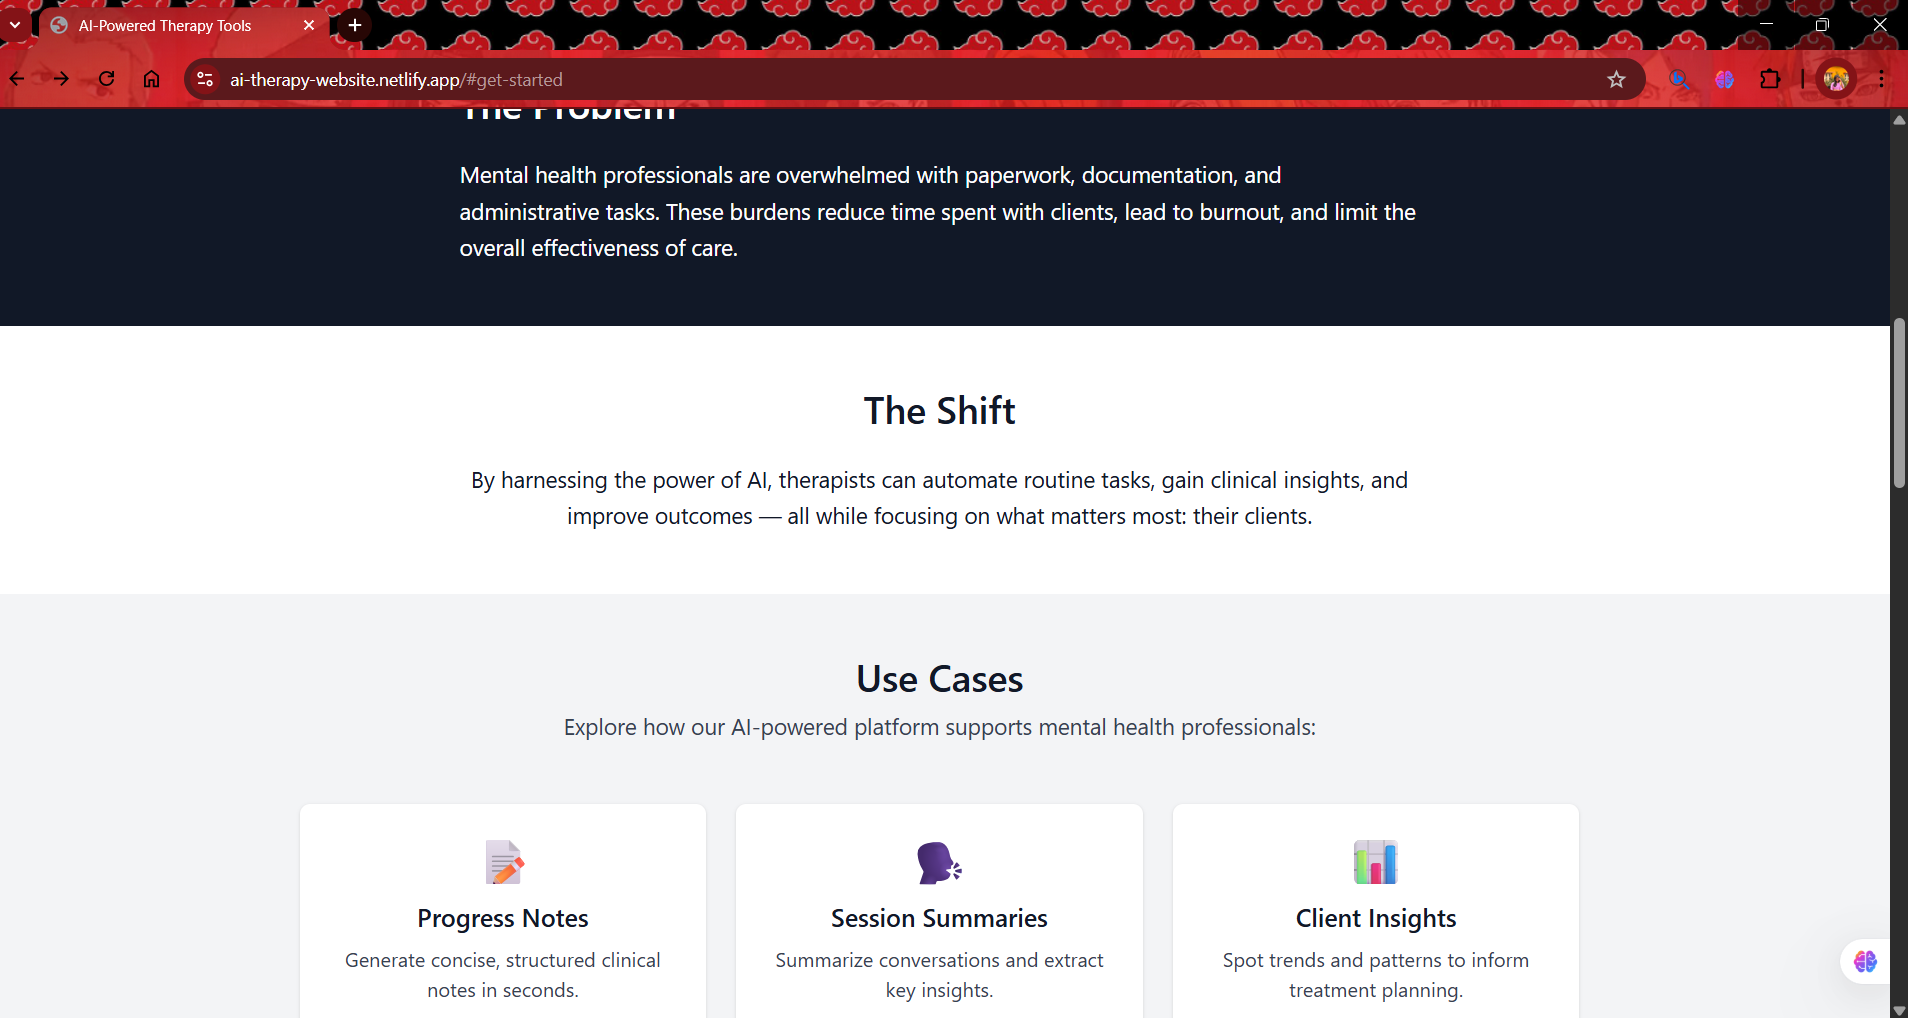 AI-Powered Therapy Tools
ai-therapy-website.netlify.app/#get-started
The Problem
Mental health professionals are overwhelmed with paperwork, documentation, and
administrative tasks. These burdens reduce time spent with clients, lead to burnout, and limit the
overall effectiveness of care.
The Shift
By harnessing the power of AI, therapists can automate routine tasks, gain clinical insights, and
improve outcomes — all while focusing on what matters most: their clients.
Use Cases
Explore how our AI-powered platform supports mental health professionals:
Progress Notes
Generate concise, structured clinical
notes in seconds.
Session Summaries
Summarize conversations and extract
key insights.
Client Insights
Spot trends and patterns to inform
treatment planning.